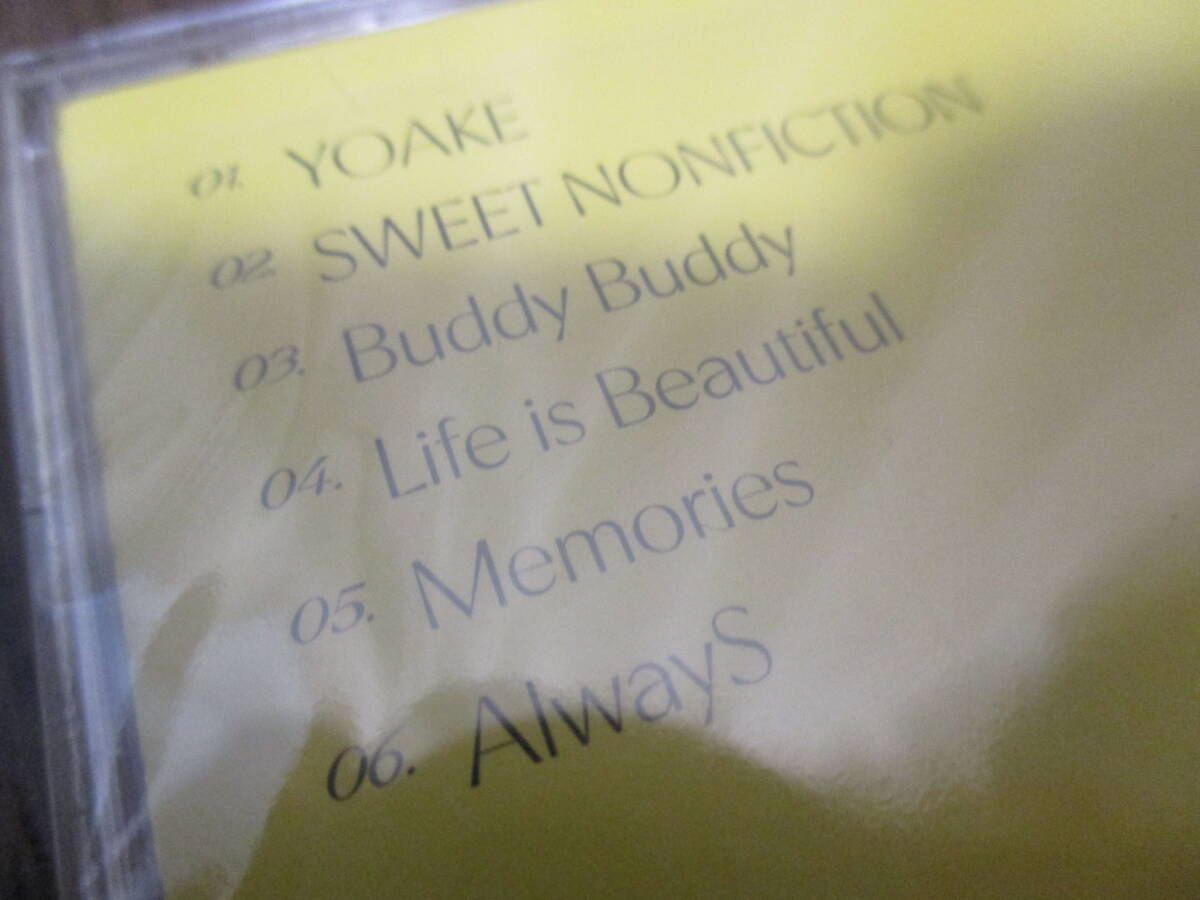 01. YOAKE
02. SWEET NONFICTION
03. Buddy Buddy
04. Life is Beautiful
05. Memories
06. AlwayS